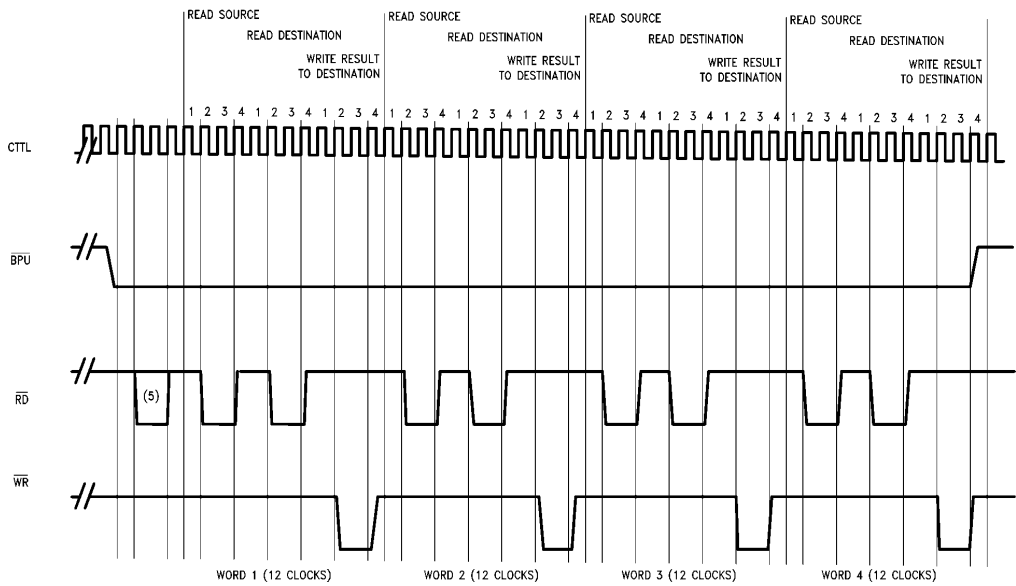 READ SOURCE READ SOURCE READ SOURCE READ SOURCE
READ DESTINATION READ DESTINATION READ DESTINATION READ DESTINATION
WRITE RESULT WRITE RESULT WRITE RESULT WRITE RESULT
TO DESTINATION TO DESTINATION TO DESTINATION TO DESTINATION
1 2 3 4 1 2 3 4 1 2 3 4 1 2 3 4 1 2 3 4 1 2 3 4 1 2 3 4 1 2 3 4 1 2 3 4 1 2 3 4 1 2 3 4 1 2 3 4
CTTL
BPU
RD (5)
WR
WORD 1 (12 CLOCKS) WORD 2 (12 CLOCKS) WORD 3 (12 CLOCKS) WORD 4 (12 CLOCKS)